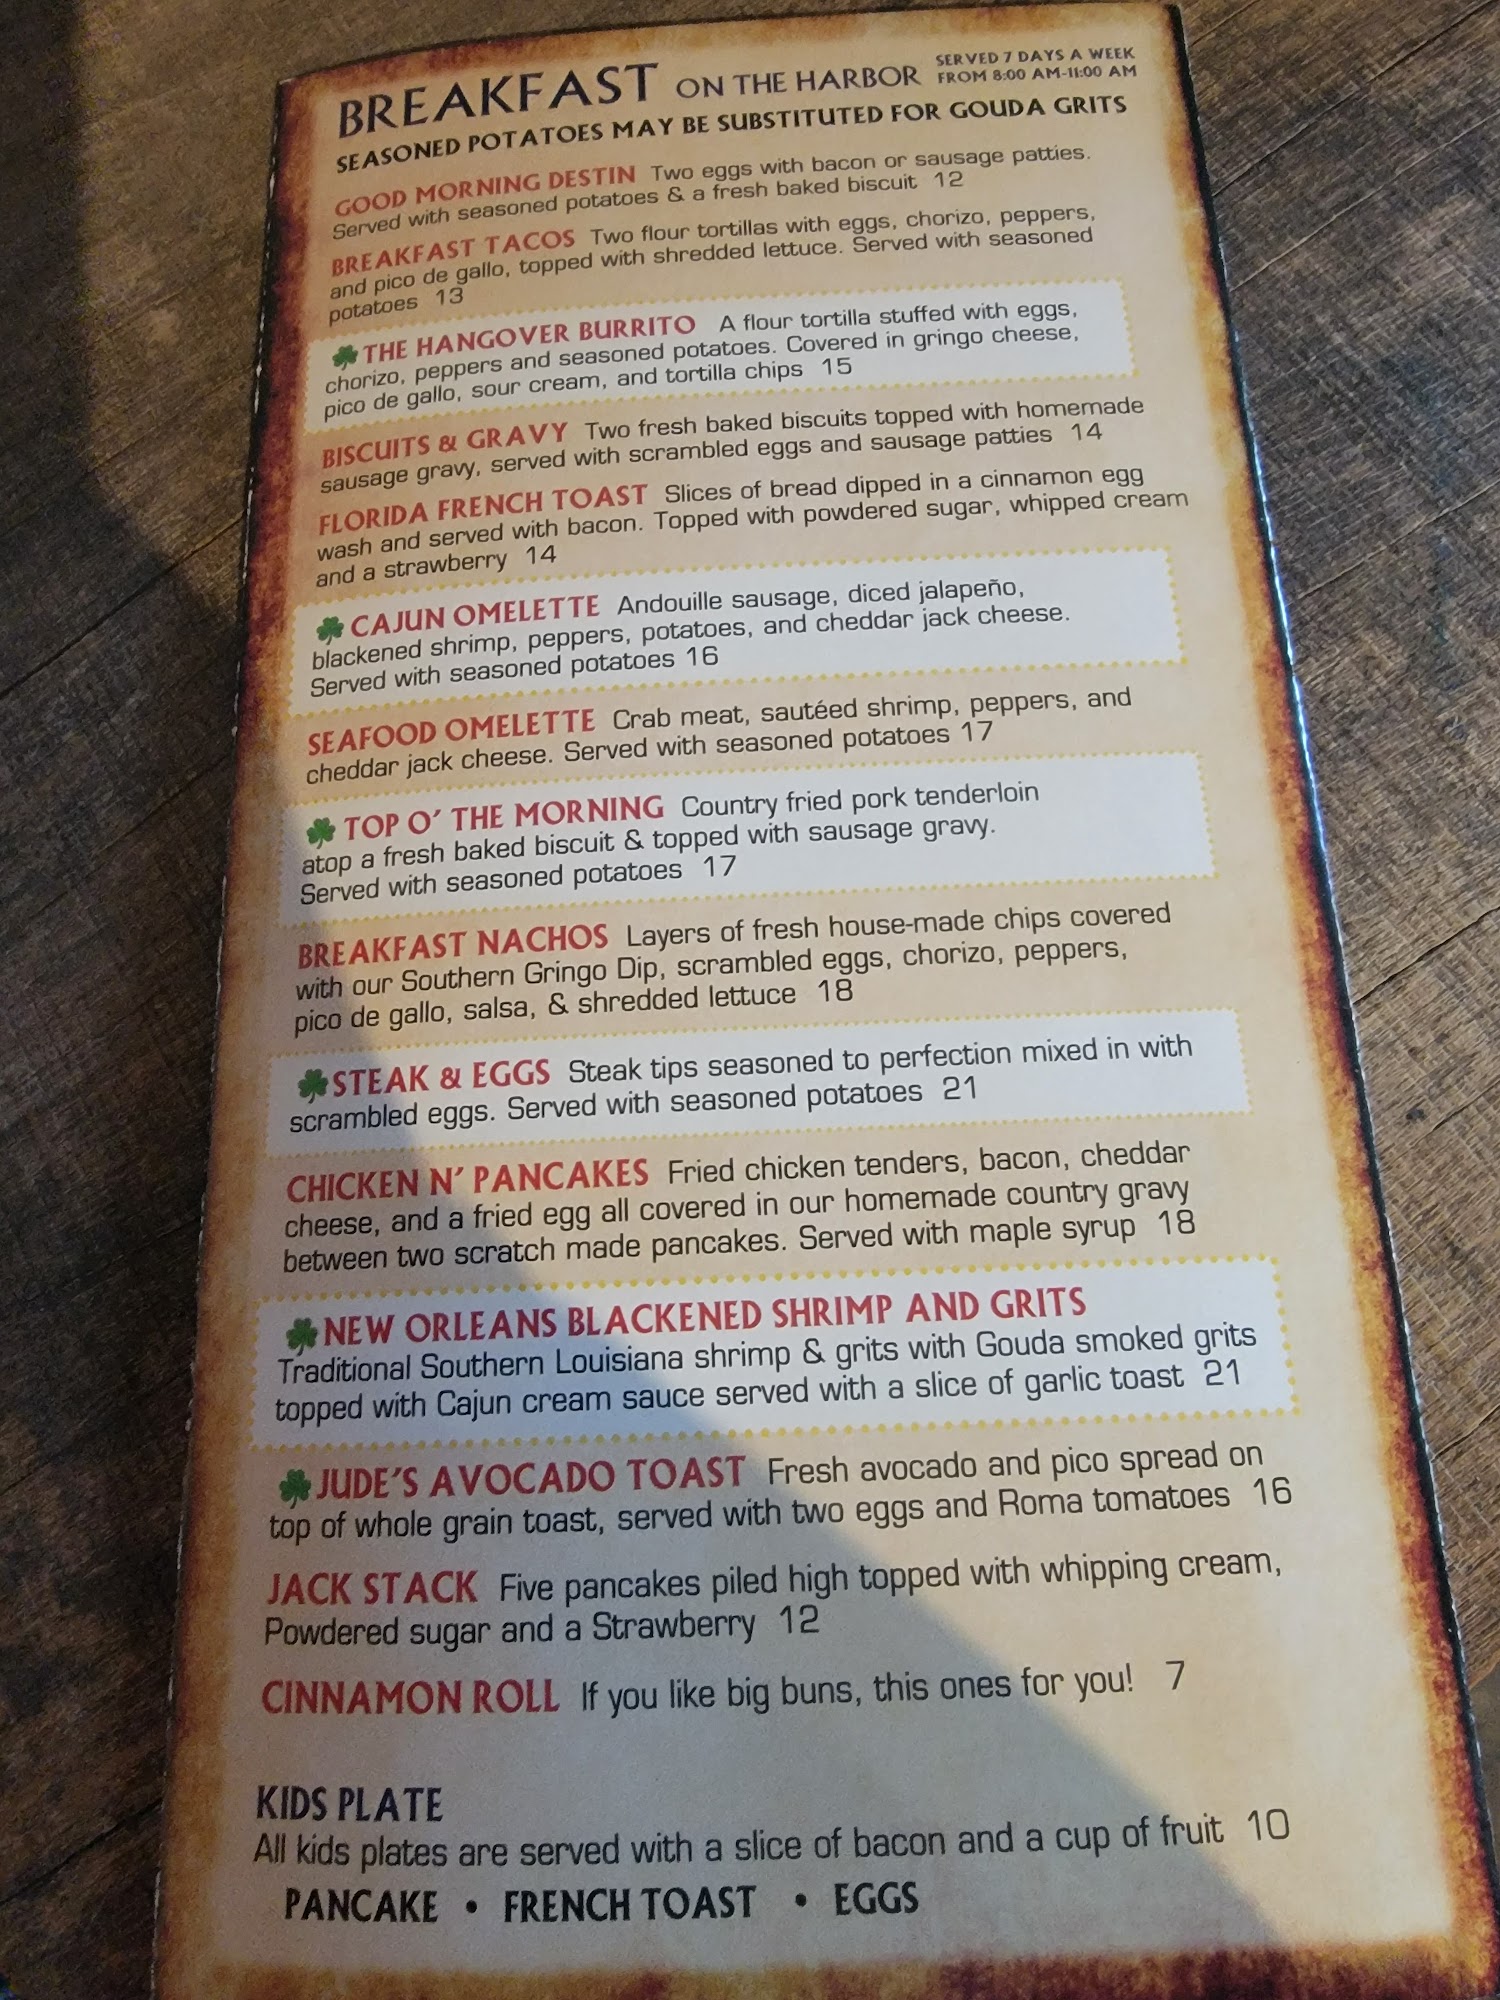 BREAKFAST ON THE HARBOR SERVED 7 DAYS A WEEK
FROM 8:00 AM-11:00 AM
SEASONED POTATOES MAY BE SUBSTITUTED FOR GOUDA GRITS
GOOD MORNING DESTIN Two eggs with bacon or sausage patties.
Served with seasoned potatoes & a fresh baked biscuit 12
BREAKFAST TACOS Two flour tortillas with eggs, chorizo, peppers,
and pico de gallo, topped with shredded lettuce. Served with seasoned
potatoes 13
THE HANGOVER BURRITO A flour tortilla stuffed with eggs,
chorizo, peppers and seasoned potatoes. Covered in gringo cheese,
pico de gallo, sour cream, and tortilla chips 15
BISCUITS & GRAVY Two fresh baked biscuits topped with homemade
sausage gravy, served with scrambled eggs and sausage patties 14
FLORIDA FRENCH TOAST Slices of bread dipped in a cinnamon egg
wash and served with bacon. Topped with powdered sugar, whipped cream
and a strawberry 14
CAJUN OMELETTE Andouille sausage, diced jalapeño,
blackened shrimp, peppers, potatoes, and cheddar jack cheese.
Served with seasoned potatoes 16
SEAFOOD OMELETTE Crab meat, sautéed shrimp, peppers, and
cheddar jack cheese. Served with seasoned potatoes 17
TOP O' THE MORNING Country fried pork tenderloin
atop a fresh baked biscuit & topped with sausage gravy.
Served with seasoned potatoes 17
BREAKFAST NACHOS Layers of fresh house-made chips covered
with our Southern Gringo Dip, scrambled eggs, chorizo, peppers,
pico de gallo, salsa, & shredded lettuce 18
STEAK & EGGS Steak tips seasoned to perfection mixed in with
scrambled eggs. Served with seasoned potatoes 21
CHICKEN N' PANCAKES Fried chicken tenders, bacon, cheddar
cheese, and a fried egg all covered in our homemade country gravy
between two scratch made pancakes. Served with maple syrup 18
NEW ORLEANS BLACKENED SHRIMP AND GRITS
Traditional Southern Louisiana shrimp & grits with Gouda smoked grits
topped with Cajun cream sauce served with a slice of garlic toast 21
JUDE'S AVOCADO TOAST Fresh avocado and pico spread on
top of whole grain toast, served with two eggs and Roma tomatoes 16
JACK STACK Five pancakes piled high topped with whipping cream,
Powdered sugar and a Strawberry 12
CINNAMON ROLL If you like big buns, this ones for you! 7
KIDS PLATE
All kids plates are served with a slice of bacon and a cup of fruit 10
PANCAKE • FRENCH TOAST • EGGS